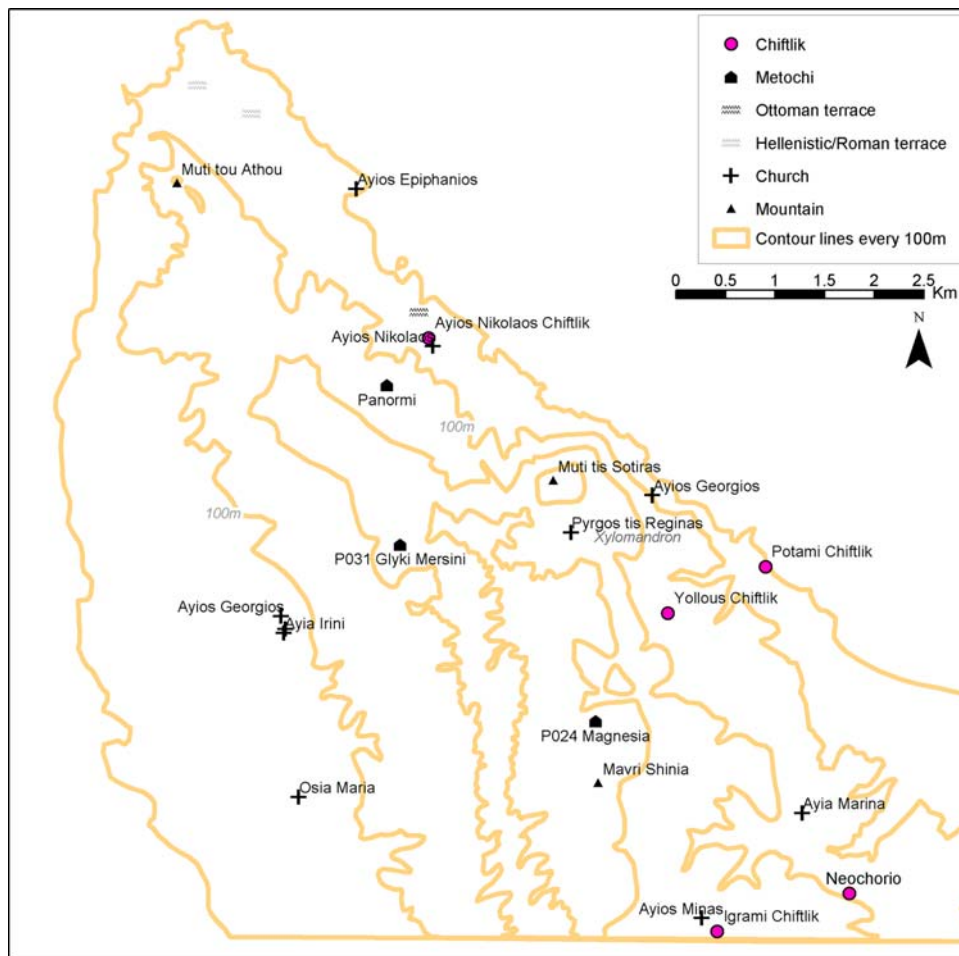 Chiftlik
Metochi
Ottoman terrace
Hellenistic/Roman terrace
Church
Mountain
Contour lines every 100m
0 0.5 1 1.5 2 2.5
Km
N
Muti tou Athou
Ayios Epiphanios
Ayios Nikolaos Chiftlik
Ayios Nikolaos
Panormi
100m
Muti tis Sotiras
Ayios Georgios
100m
Pyrgos tis Reginas
Xylomandron
P031 Glyki Mersini
Potami Chiftlik
Yollous Chiftlik
Ayios Georgios
Ayia Irini
P024 Magnesia
Mavri Shinia
Osia Maria
Ayia Marina
Neochorio
Ayios Minas
Igrami Chiftlik